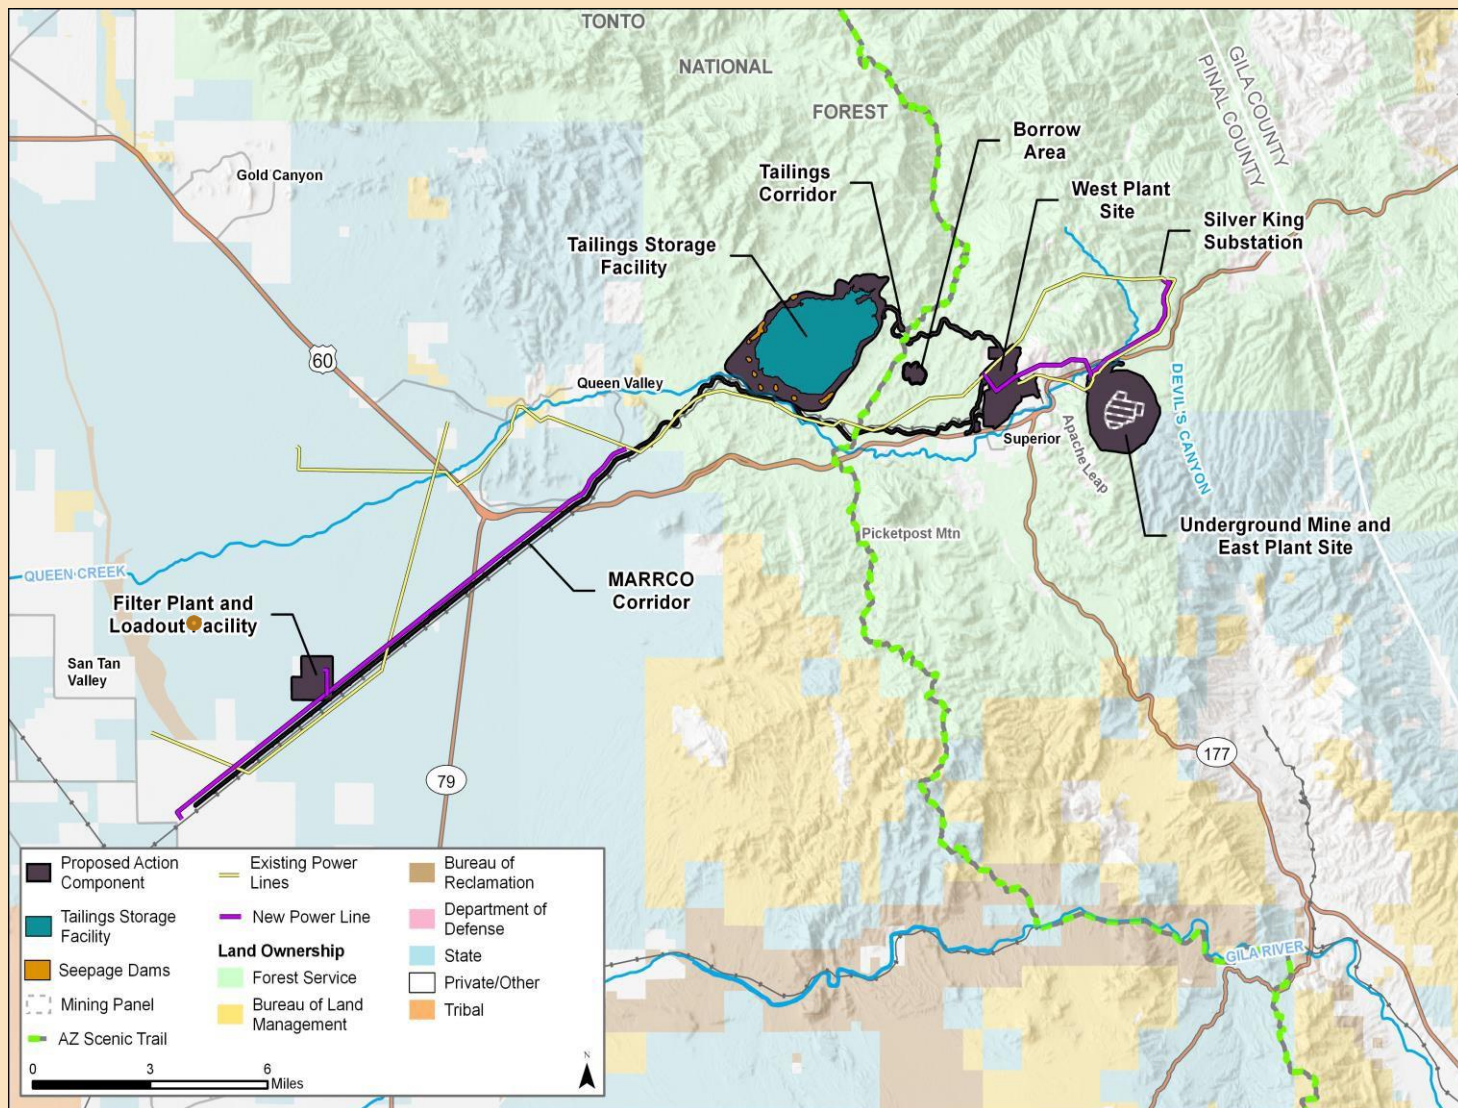 TONTO
NATIONAL
FOREST
GILA COUNTY
PINAL COUNTY
Borrow
Area
Tailings
Corridor
West Plant
Site
Silver King
Substation
Gold Canyon
Tailings Storage
Facility
60
Queen Valley
DEVIL'S CANYON
Superior
Apache Leap
Picketpost Mtn
Underground Mine and
East Plant Site
QUEEN CREEK
MARRCO
Corridor
Filter Plant and
Loadout Facility
San Tan
Valley
79
177
GILA RIVER
Proposed Action
Component
Tailings Storage
Facility
Seepage Dams
Mining Panel
AZ Scenic Trail
Existing Power
Lines
New Power Line
Land Ownership
Forest Service
Bureau of Land
Management
Bureau of
Reclamation
Department of
Defense
State
Private/Other
Tribal
0 3 6
Miles
N